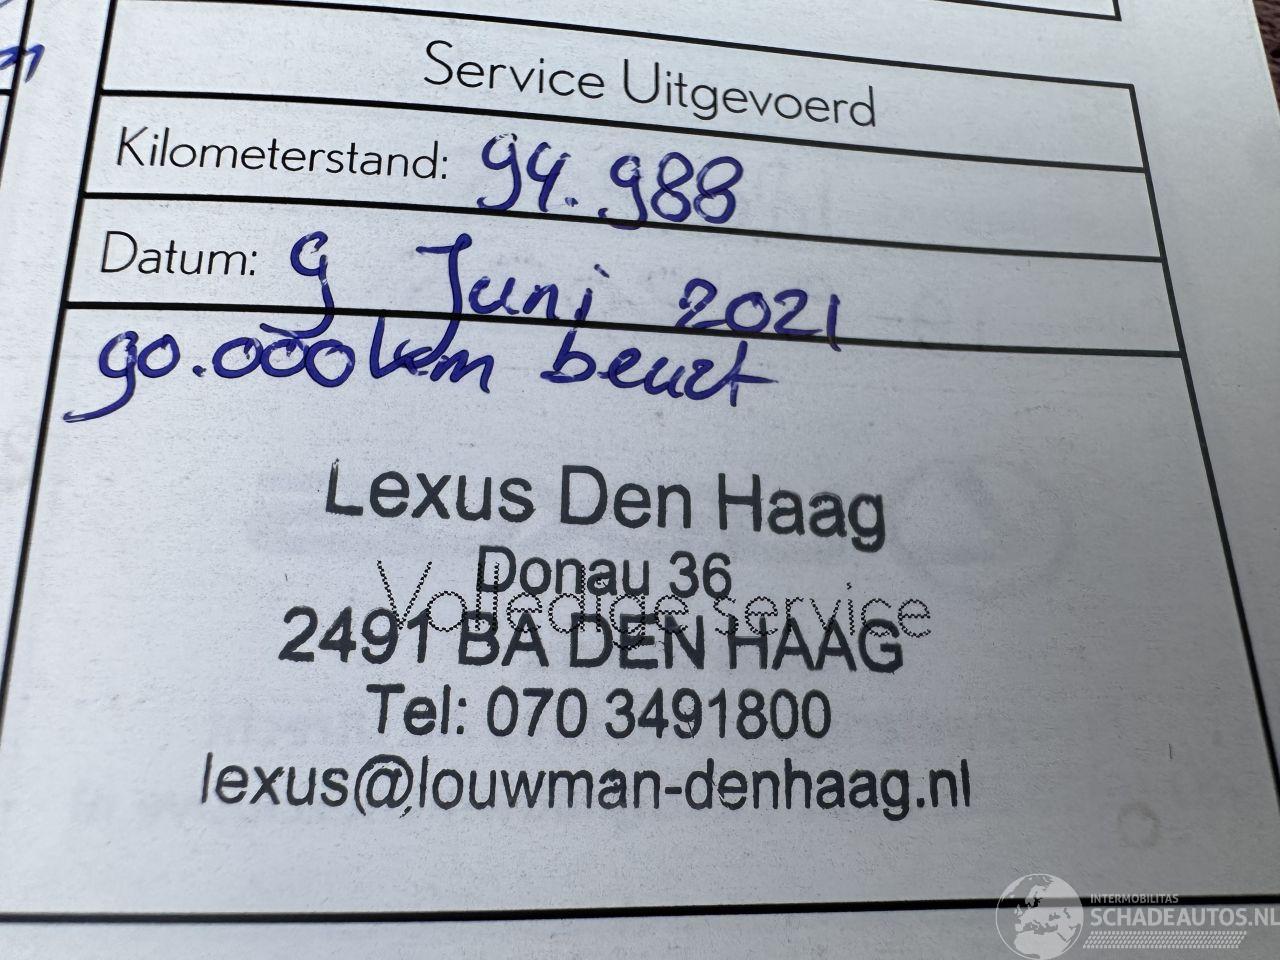 Service Uitgevoerd
Kilometerstand: 94.988
Datum: 9 Juni 2021
90.000km beurt
Lexus Den Haag
Donau 36
Volledige service
2491 BA DEN HAAG
Tel: 070 3491800
lexus@louwman-denhaag.nl
INTERMOBILITAS
SCHADEAUTOS.NL